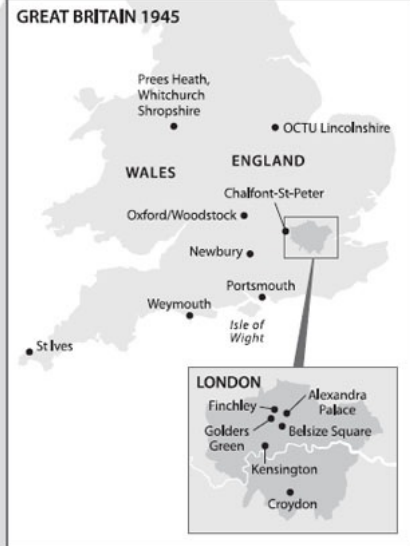 GREAT BRITAIN 1945
Prees Heath,
Whitchurch
Shropshire
OCTU Lincolnshire
WALES
ENGLAND
Chalfont-St-Peter
Oxford/Woodstock
Newbury
Portsmouth
Weymouth
Isle of
Wight
St Ives
LONDON
Finchley
Alexandra
Palace
Golders
Green
Belsize Square
Kensington
Croydon